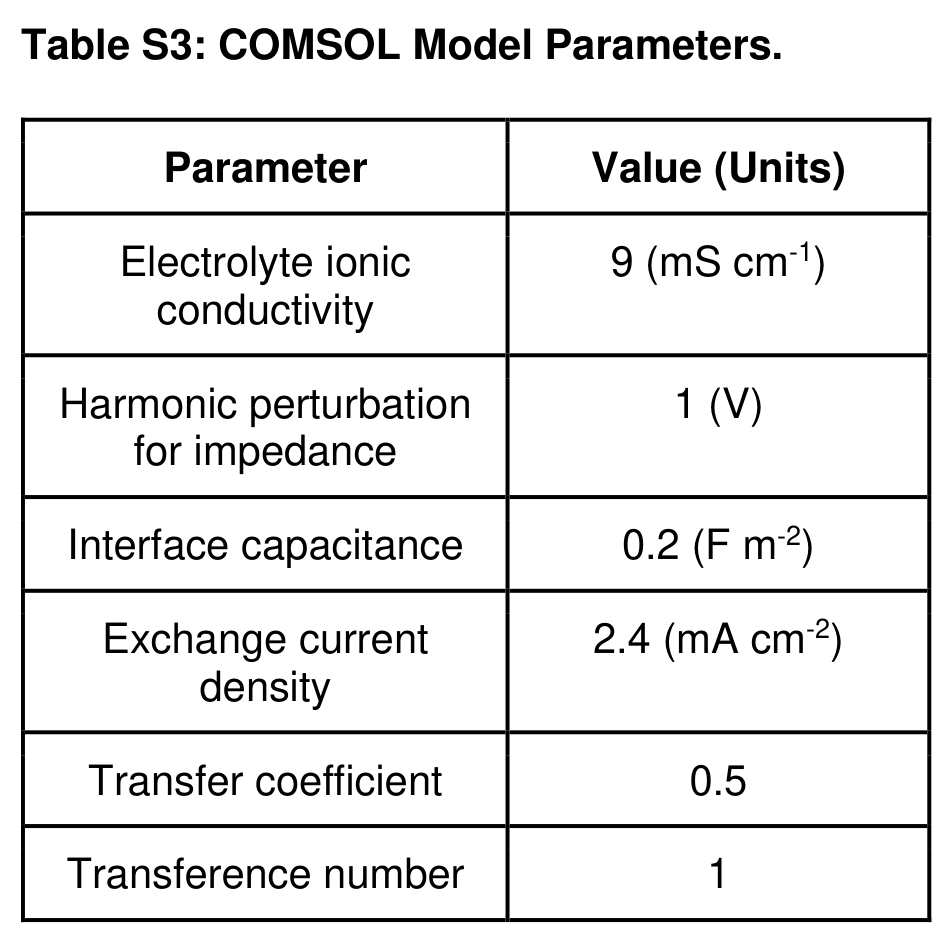 Table S3: COMSOL Model Parameters.
Parameter
Value (Units)
Electrolyte ionic
conductivity
9 (mS cm⁻¹)
Harmonic perturbation
for impedance
1 (V)
Interface capacitance
0.2 (F m⁻²)
Exchange current
density
2.4 (mA cm⁻²)
Transfer coefficient
0.5
Transference number
1